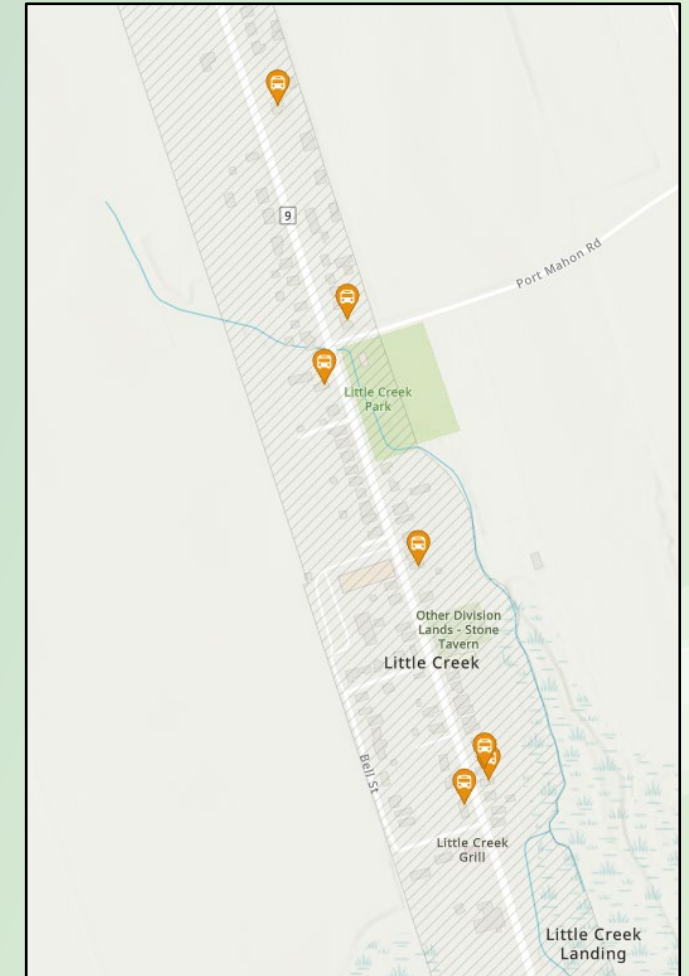 9
Port Mahon Rd
Little Creek
Park
Other Division
Lands - Stone
Tavern
Little Creek
Bell St
Little Creek
Grill
Little Creek
Landing